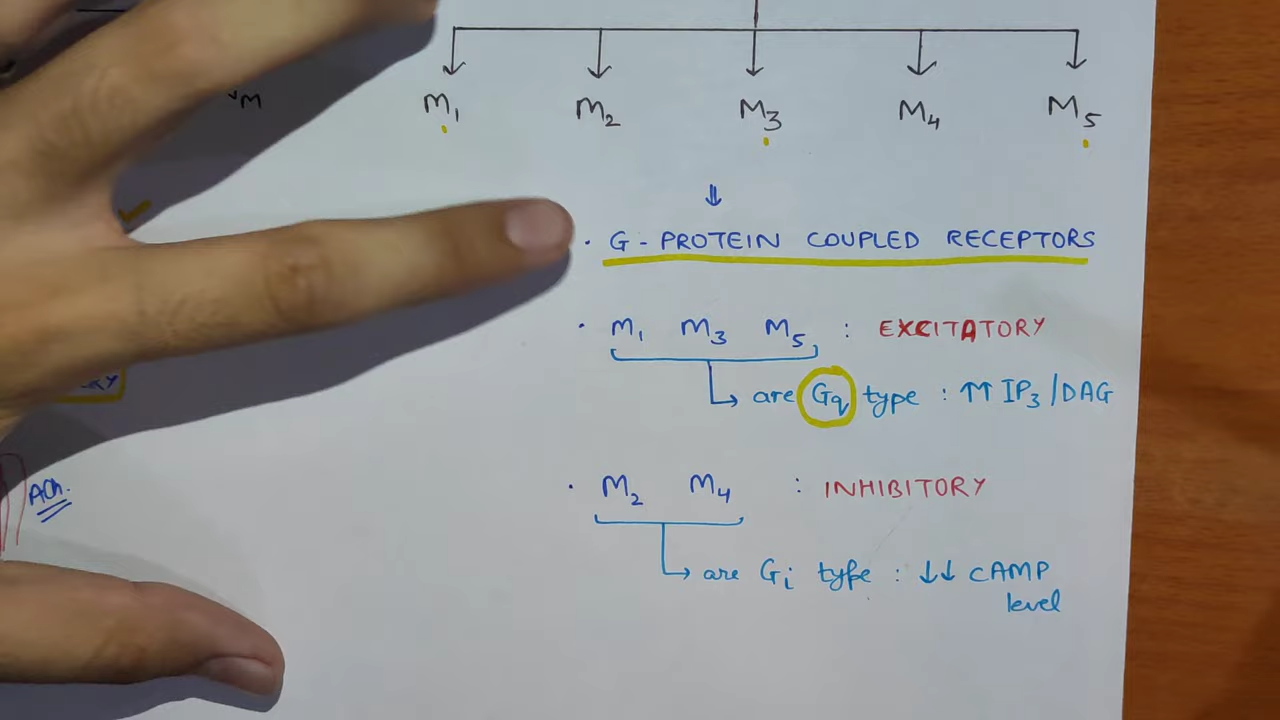 M1 M2 M3 M4 M5
⇓
· G - PROTEIN COUPLED RECEPTORS
· M1 M3 M5 : EXCITATORY
↳ are Gq type : ↑↑ IP3/DAG
· M2 M4 : INHIBITORY
ACh.
↳ are Gi type : ↓↓ CAMP
level